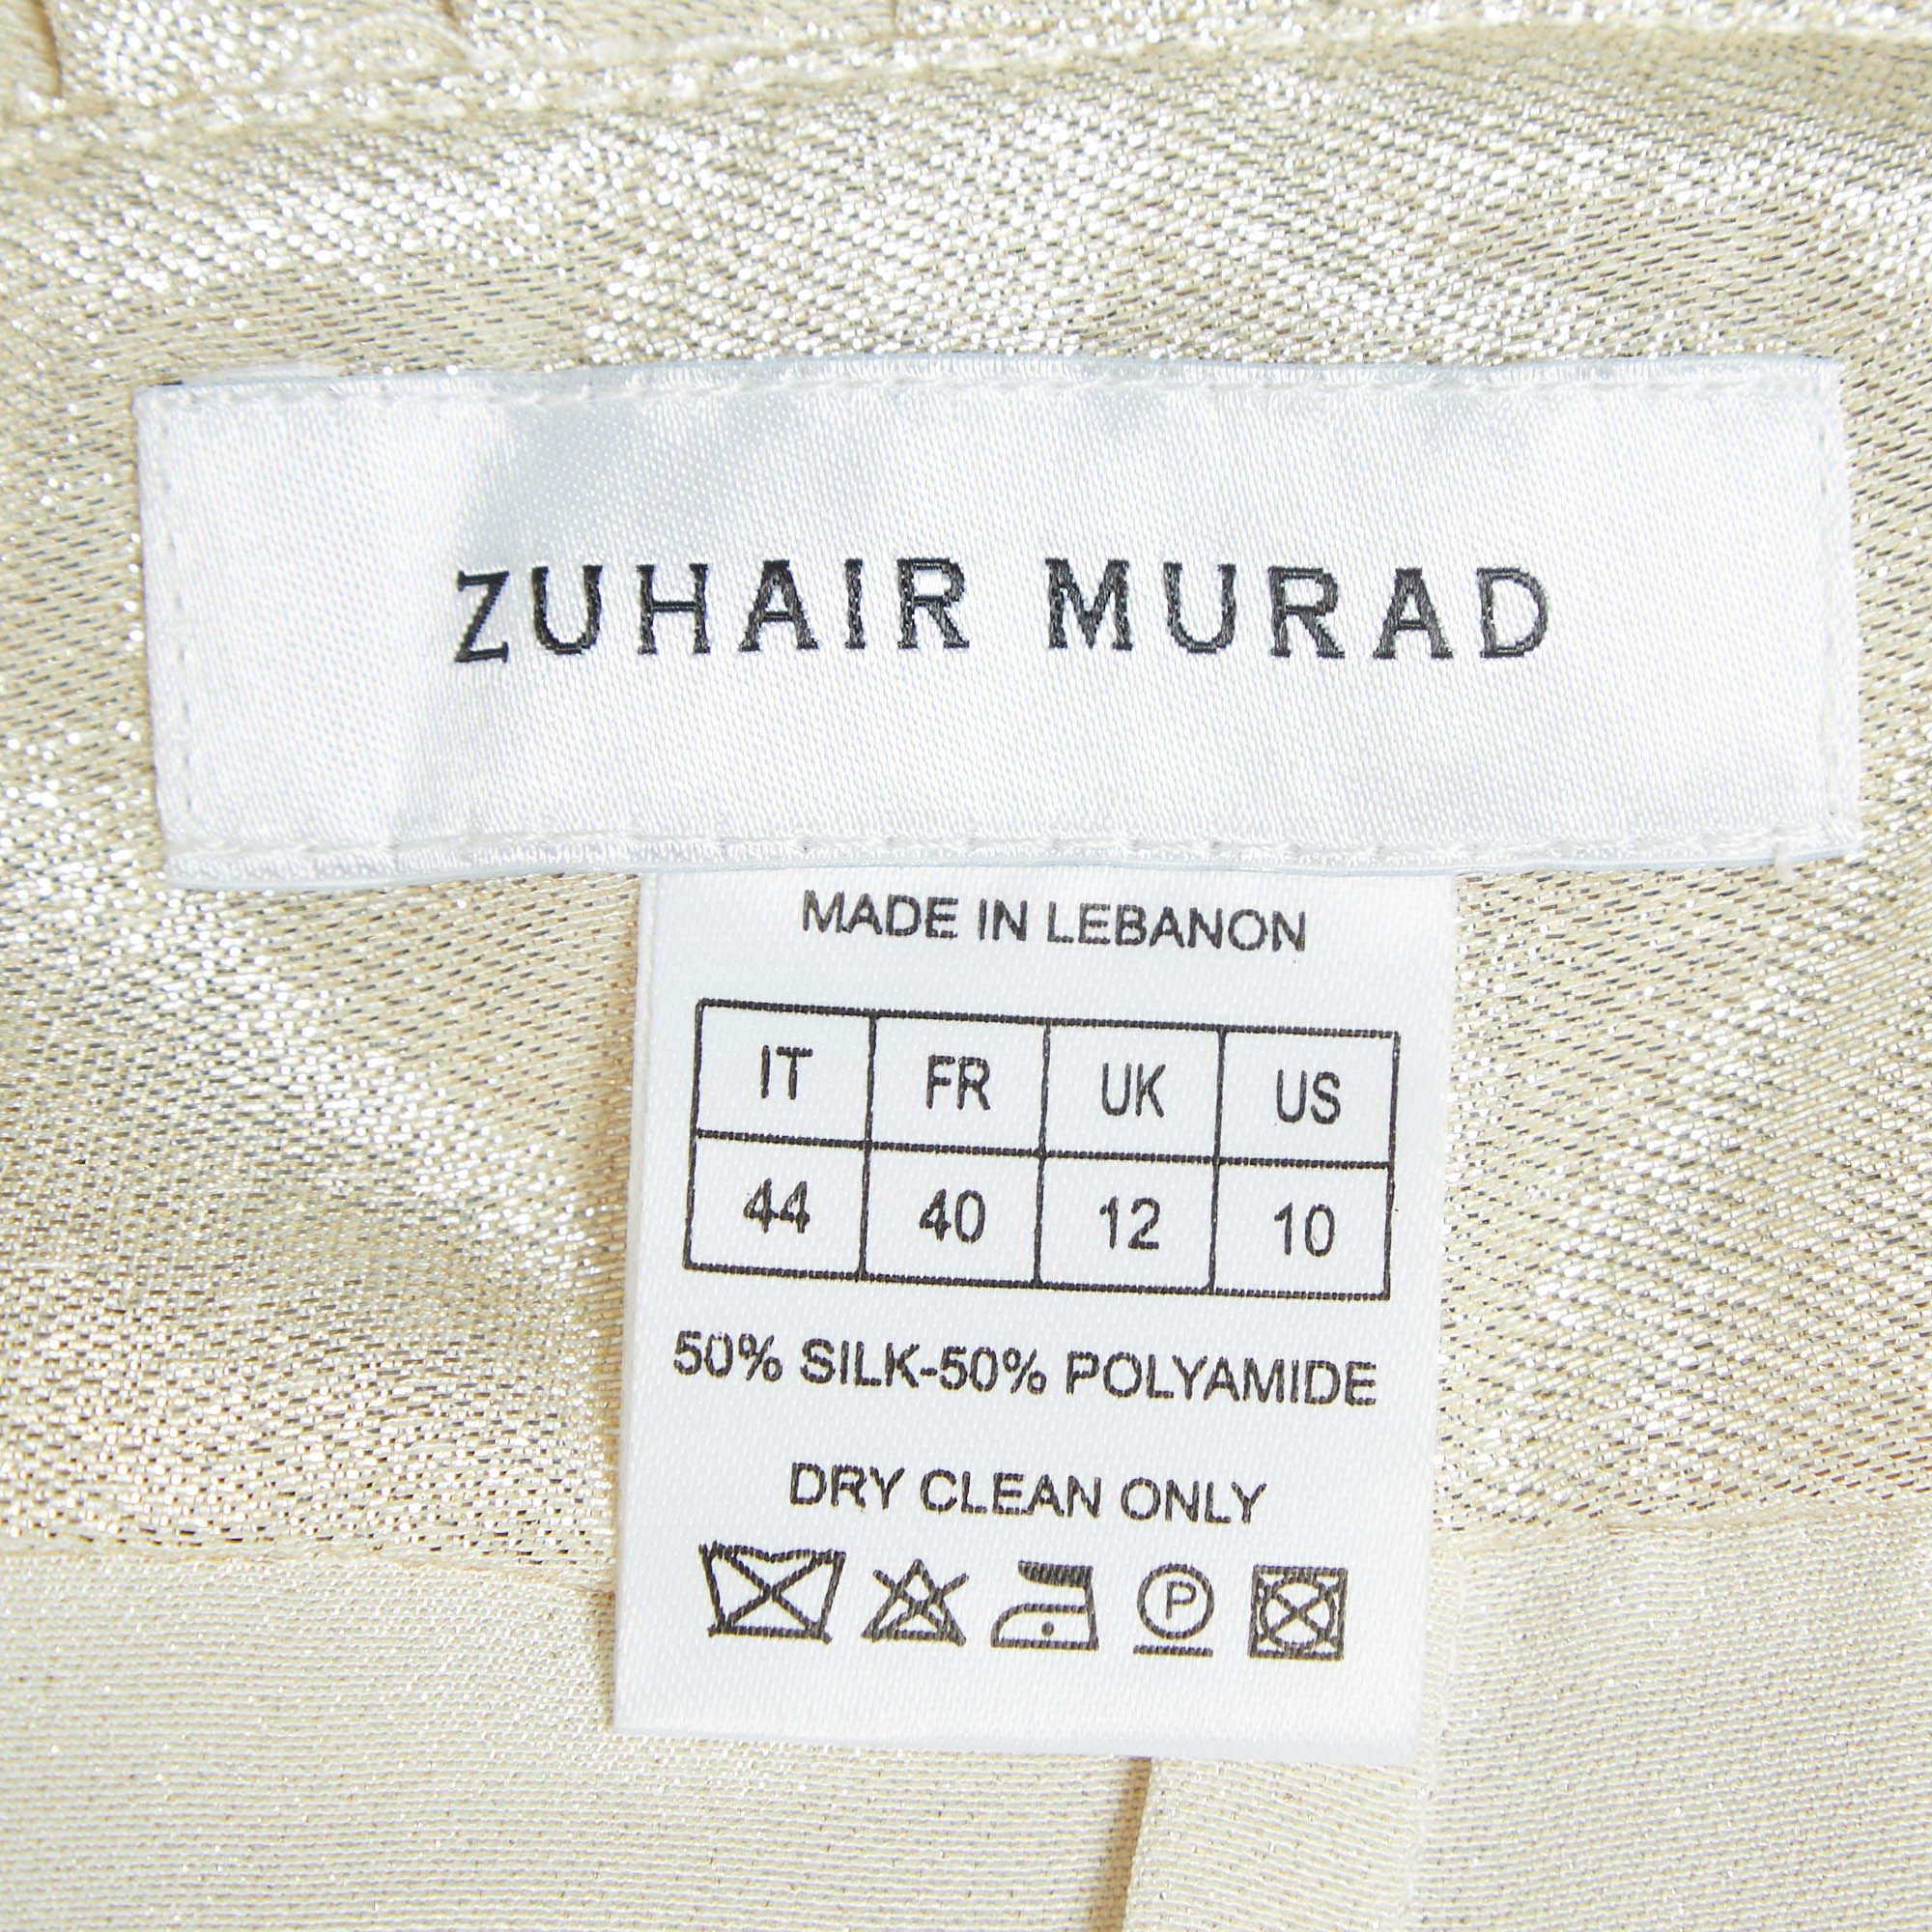 ZUHAIR MURAD
MADE IN LEBANON
IT FR UK US
44 40 12 10
50% SILK-50% POLYAMIDE
DRY CLEAN ONLY
P